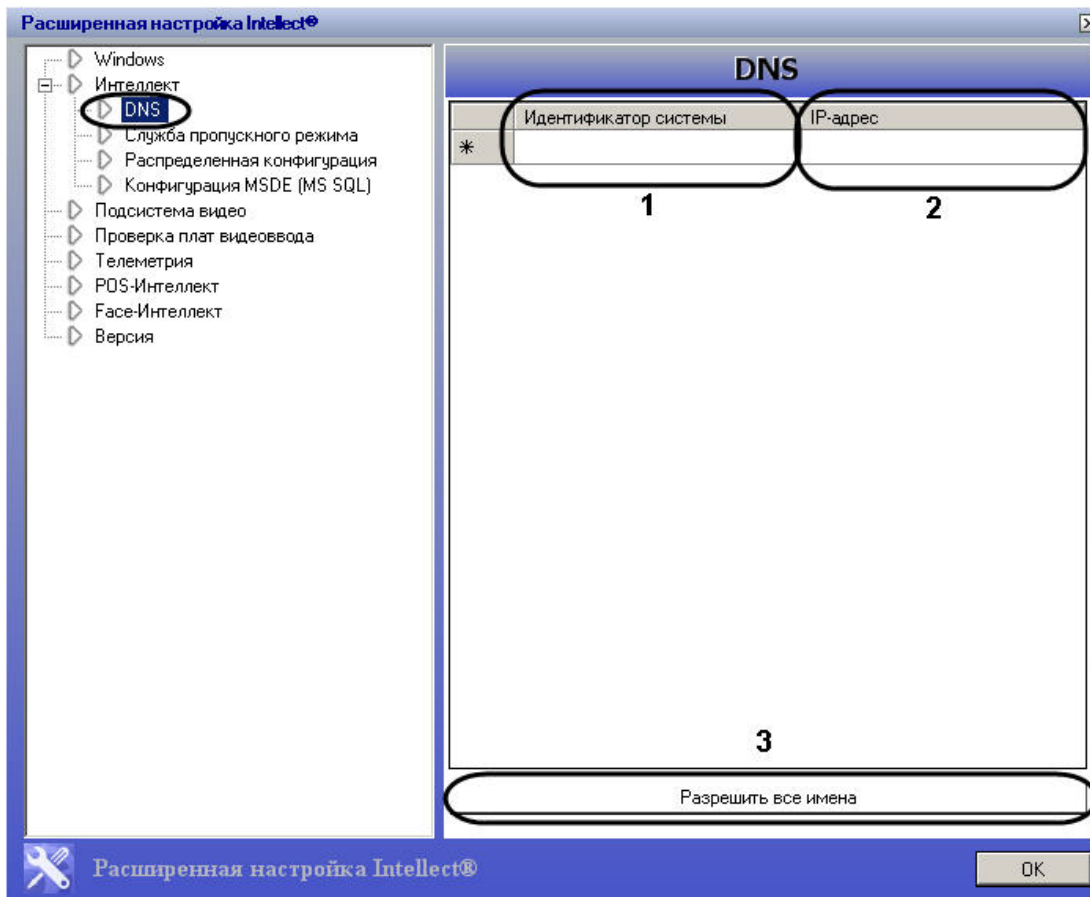 Расширенная настройка Intellect®
Windows
Интеллект
DNS
Служба пропускного режима
Распределенная конфигурация
Конфигурация MSDE (MS SQL)
Подсистема видео
Проверка плат видеоввода
Телеметрия
POS-Интеллект
Face-Интеллект
Версия
DNS
Идентификатор системы IP-адрес
*
1 2
3
Разрешить все имена
Расширенная настройка Intellect®
OK